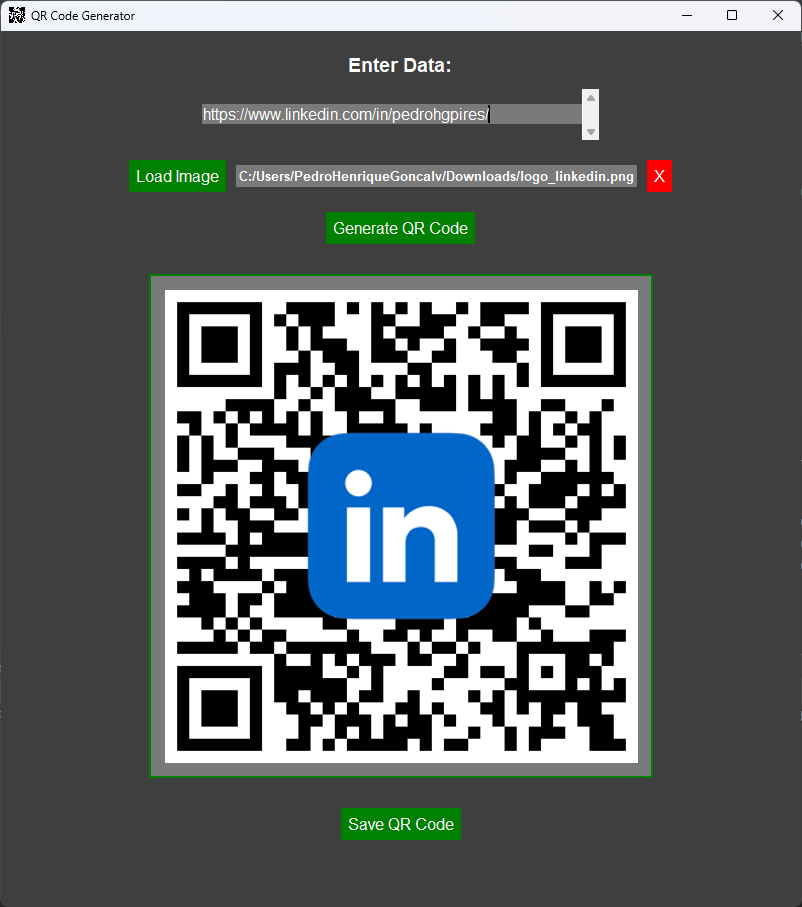 QR Code Generator
Enter Data:
https://www.linkedin.com/in/pedrohgpires/
Load Image C:/Users/PedroHenriqueGoncalv/Downloads/logo_linkedin.png X
Generate QR Code
in
Save QR Code